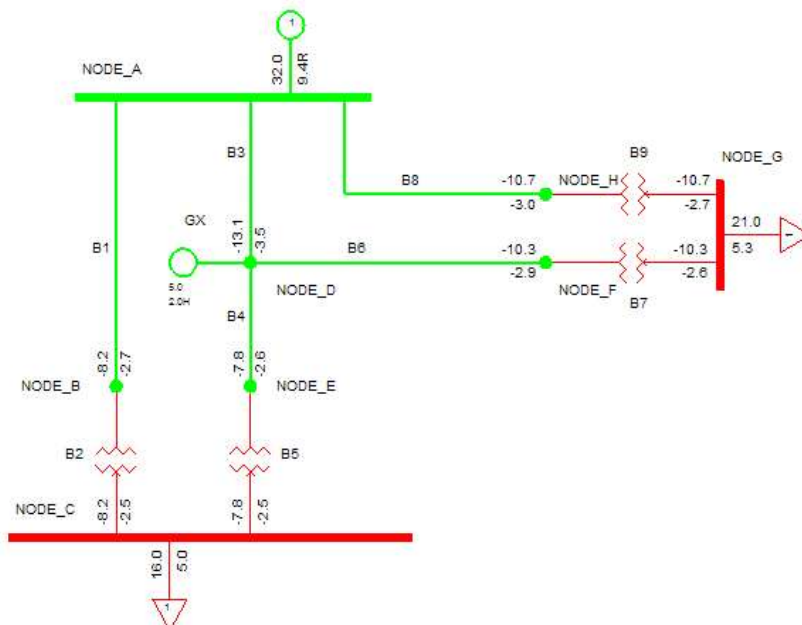 1
32.0
9.4R
NODE_A
B3
B9
NODE_G
B8
-10.7
NODE_H
-10.7
-3.0
-2.7
GX
-13.1
-3.5
21.0
1
5.3
B1
B6
-10.3
-10.3
-2.9
-2.6
5.0
2.0H
NODE_D
NODE_F
B7
B4
-8.2
-2.7
-7.8
-2.6
NODE_B
NODE_E
B2
B5
-8.2
-2.5
-7.8
-2.5
NODE_C
16.0
5.0
1